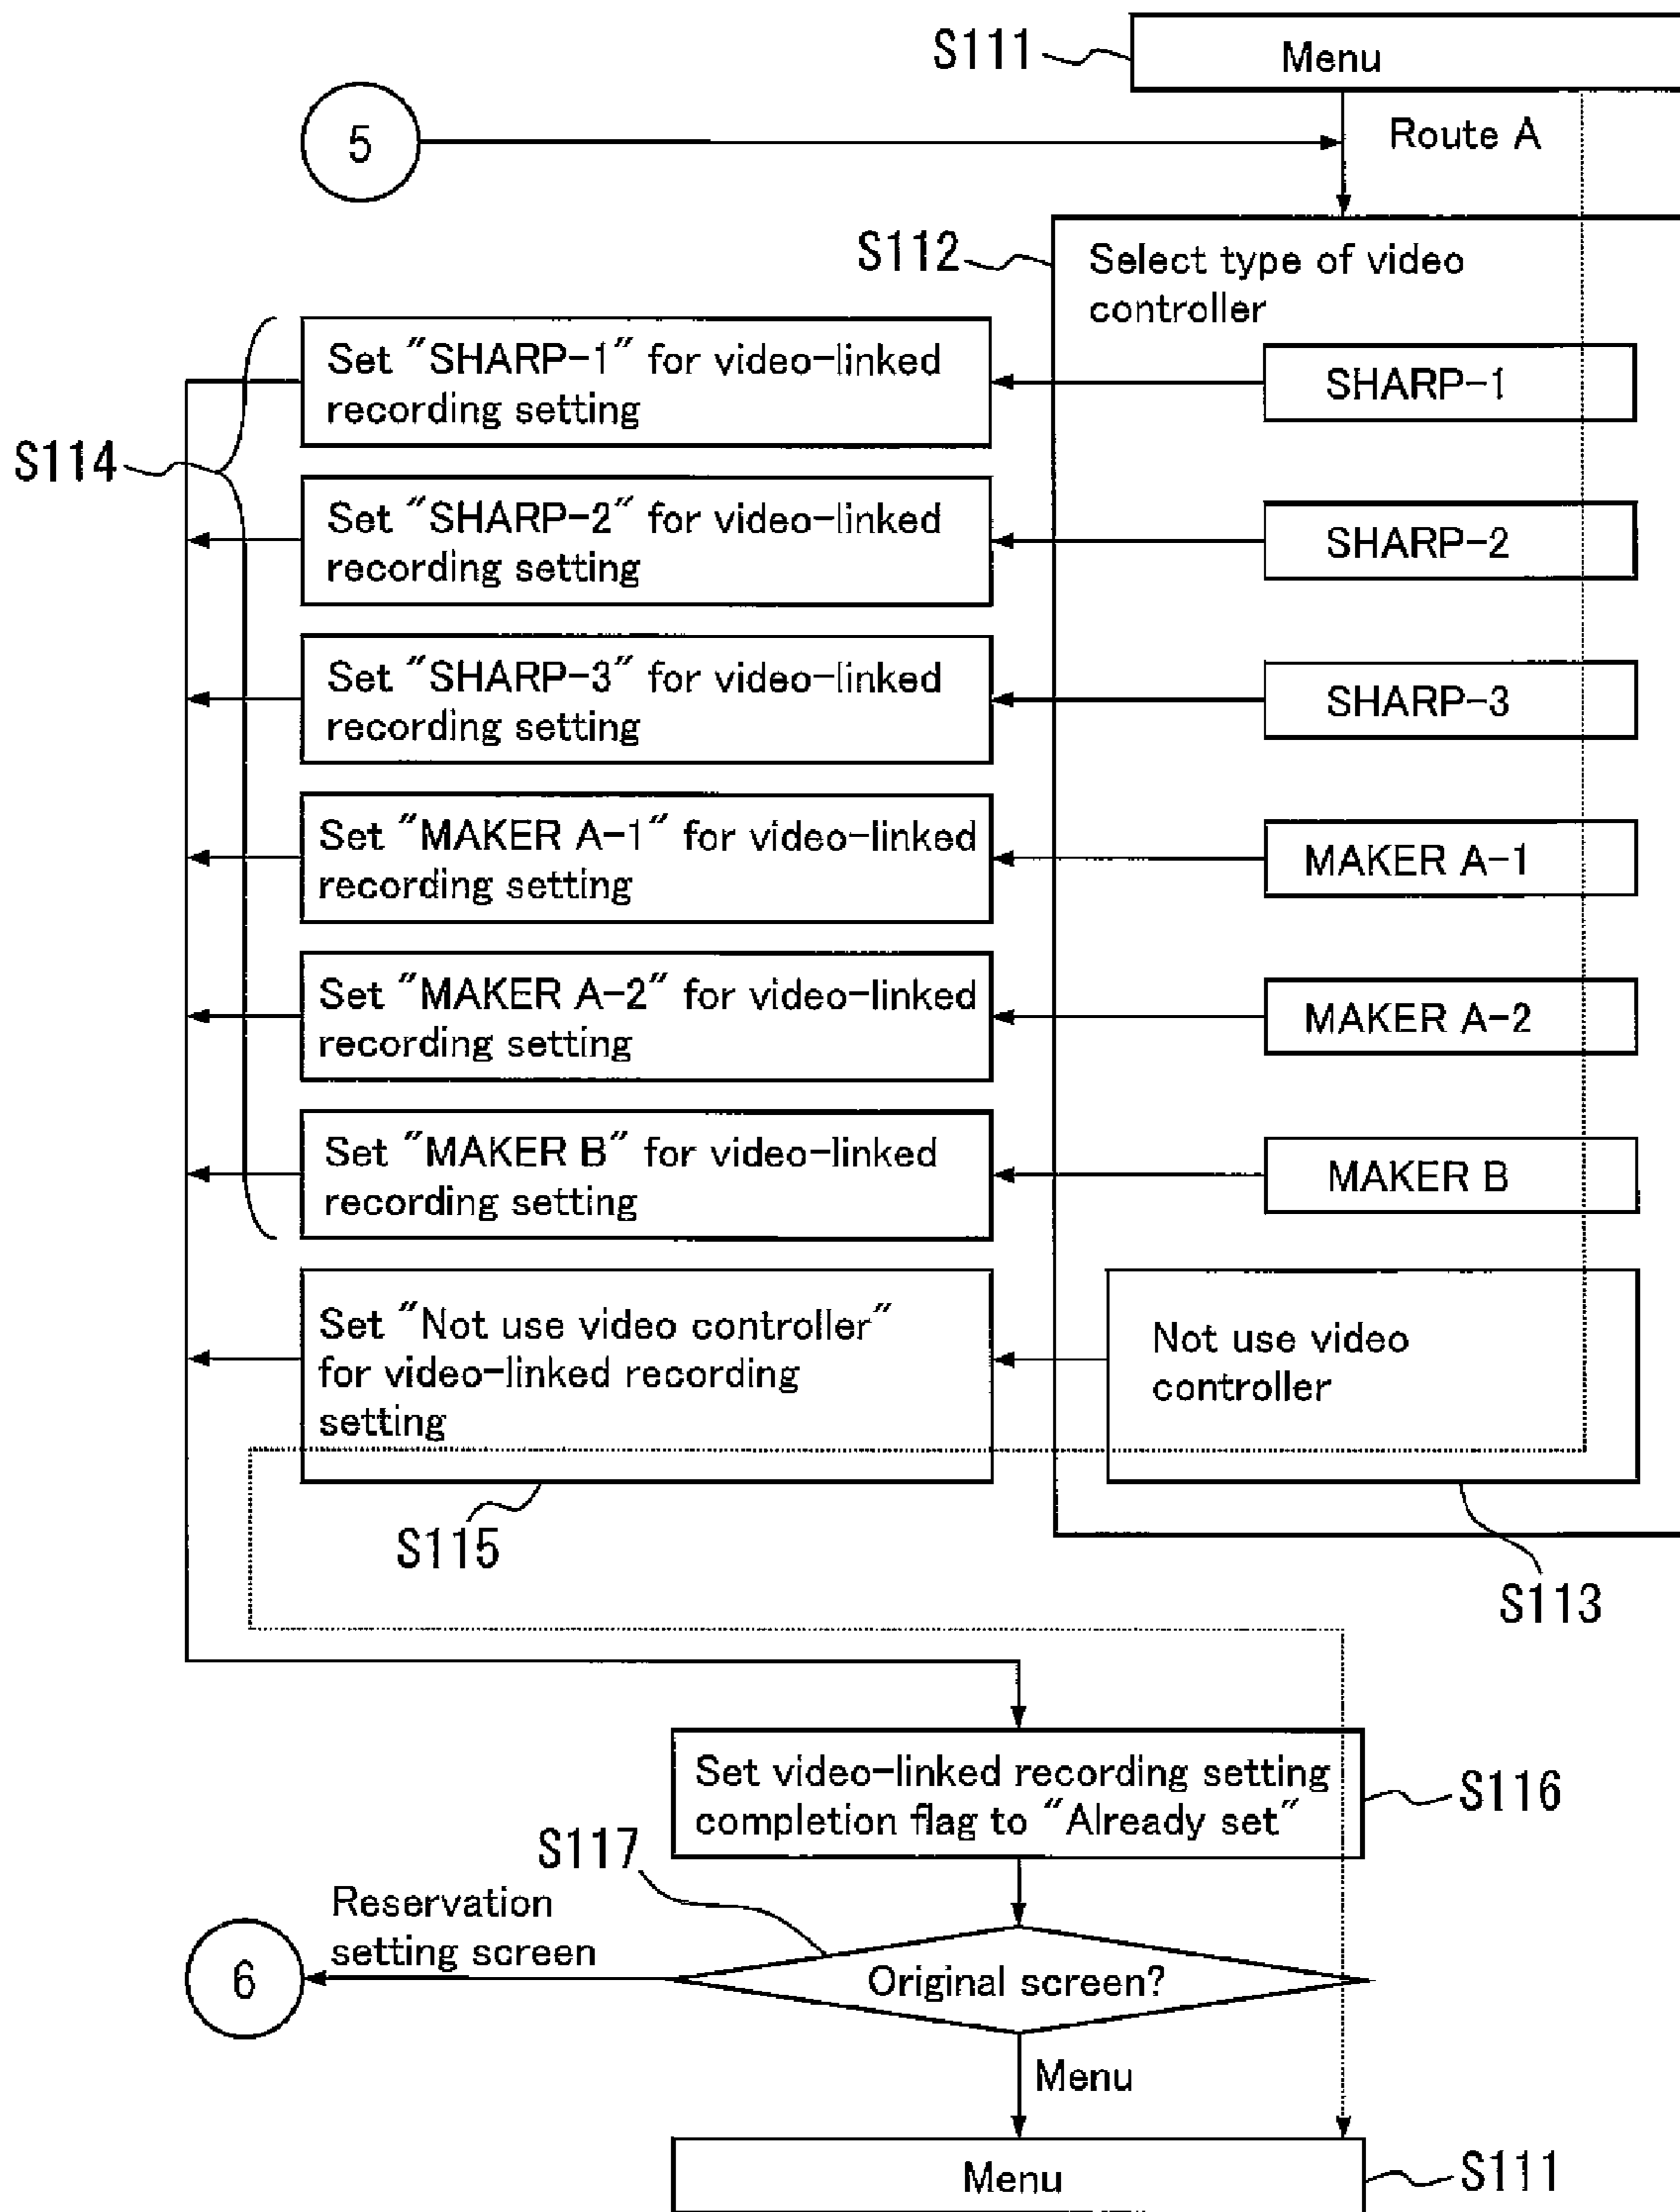 S111
Menu
5
Route A
S112
Select type of video
controller
Set "SHARP-1" for video-linked
recording setting
SHARP-1
S114
Set "SHARP-2" for video-linked
recording setting
SHARP-2
Set "SHARP-3" for video-linked
recording setting
SHARP-3
Set "MAKER A-1" for video-linked
recording setting
MAKER A-1
Set "MAKER A-2" for video-linked
recording setting
MAKER A-2
Set "MAKER B" for video-linked
recording setting
MAKER B
Set "Not use video controller"
for video-linked recording
setting
Not use video
controller
S115
S113
Set video-linked recording setting
completion flag to "Already set"
S116
S117
Reservation
setting screen
6
Original screen?
Menu
Menu
S111